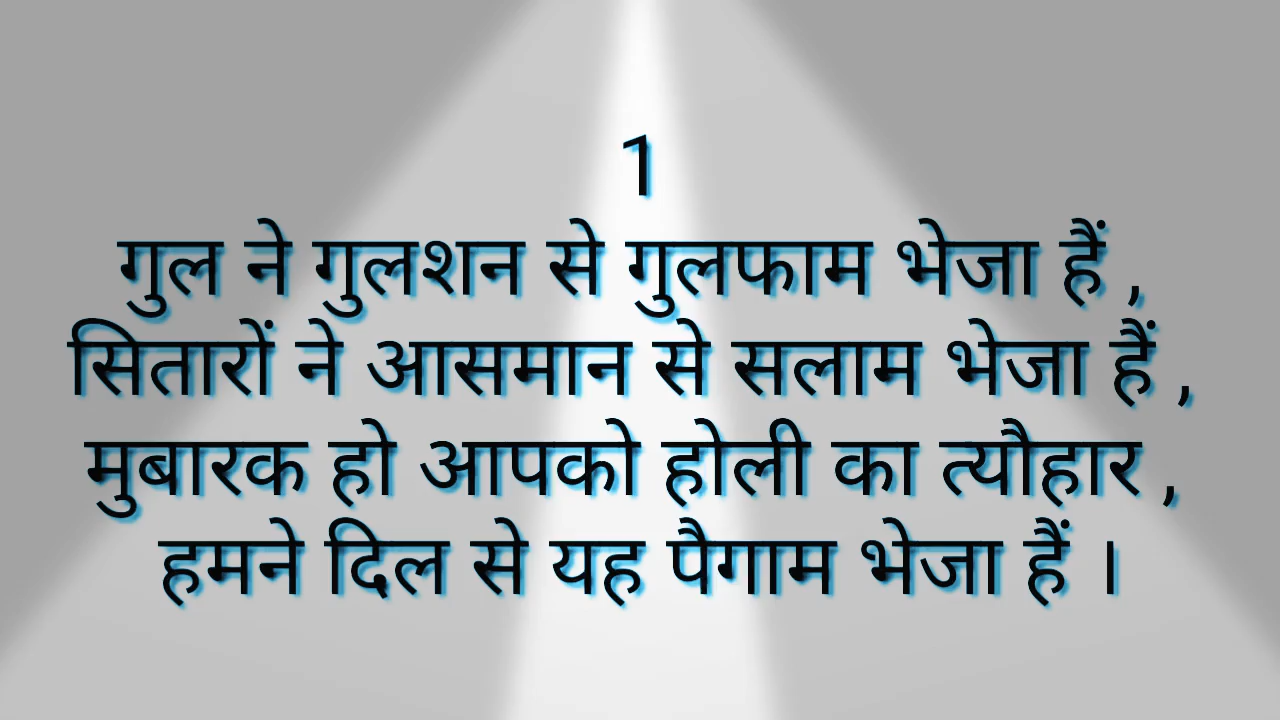 1
गुल ने गुलशन से गुलफाम भेजा हैं ,
सितारों ने आसमान से सलाम भेजा हैं ,
मुबारक हो आपको होली का त्यौहार ,
हमने दिल से यह पैगाम भेजा हैं ।